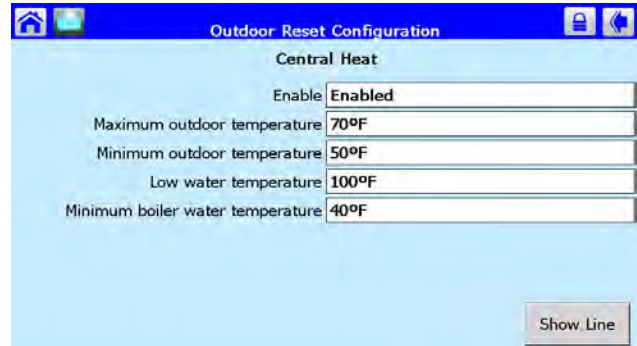 Outdoor Reset Configuration
Central Heat
Enable Enabled
Maximum outdoor temperature 70ºF
Minimum outdoor temperature 50ºF
Low water temperature 100ºF
Minimum boiler water temperature 40ºF
Show Line